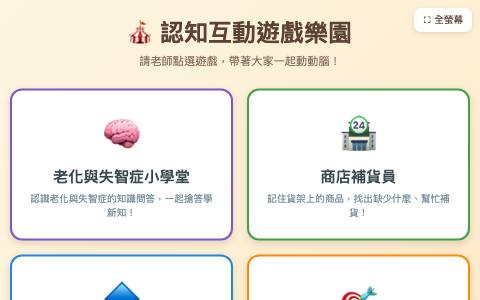 認知互動遊戲樂園
全螢幕
請老師點選遊戲，帶著大家一起動動腦！
老化與失智症小學堂
認識老化與失智症的知識問答，一起搶答學
新知！
24
商店補貨員
記住貨架上的商品，找出缺少什麼、幫忙補
貨！